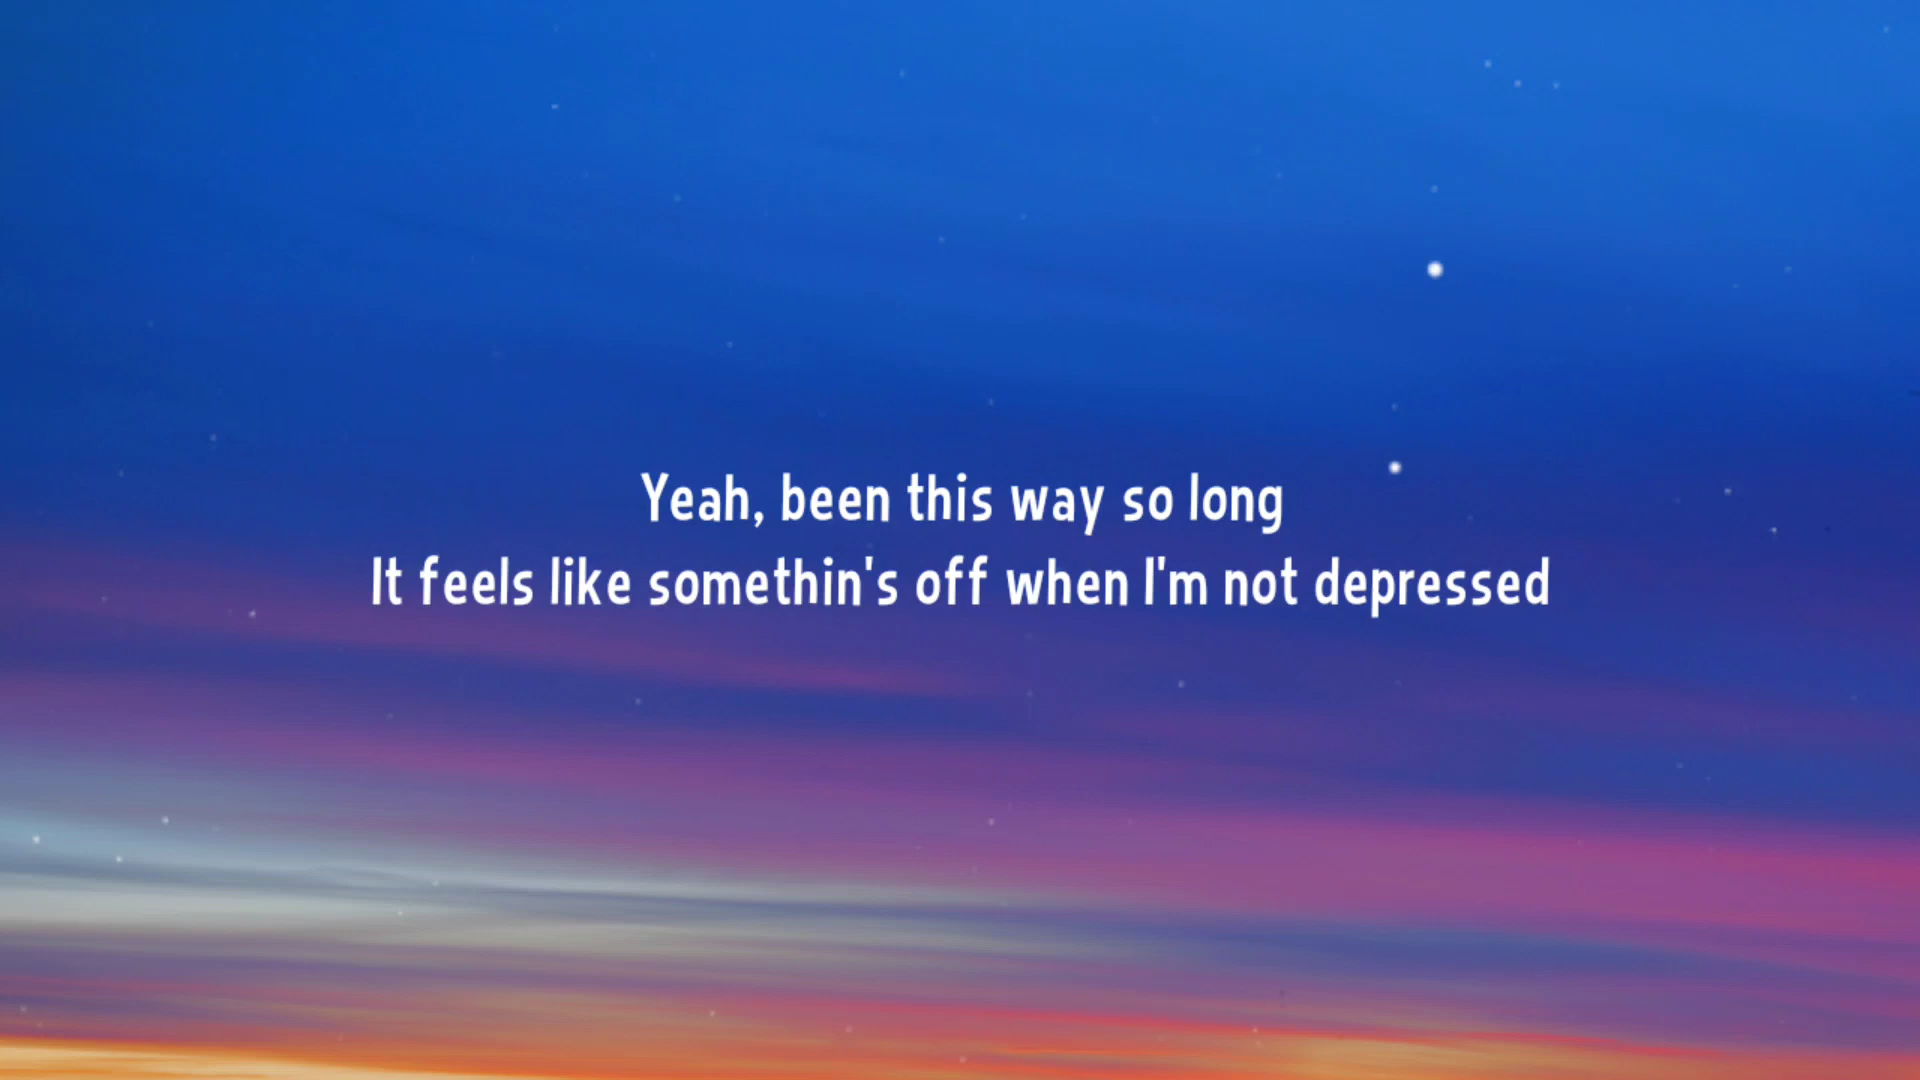 Yeah, been this way so long
It feels like somethin's off when I'm not depressed